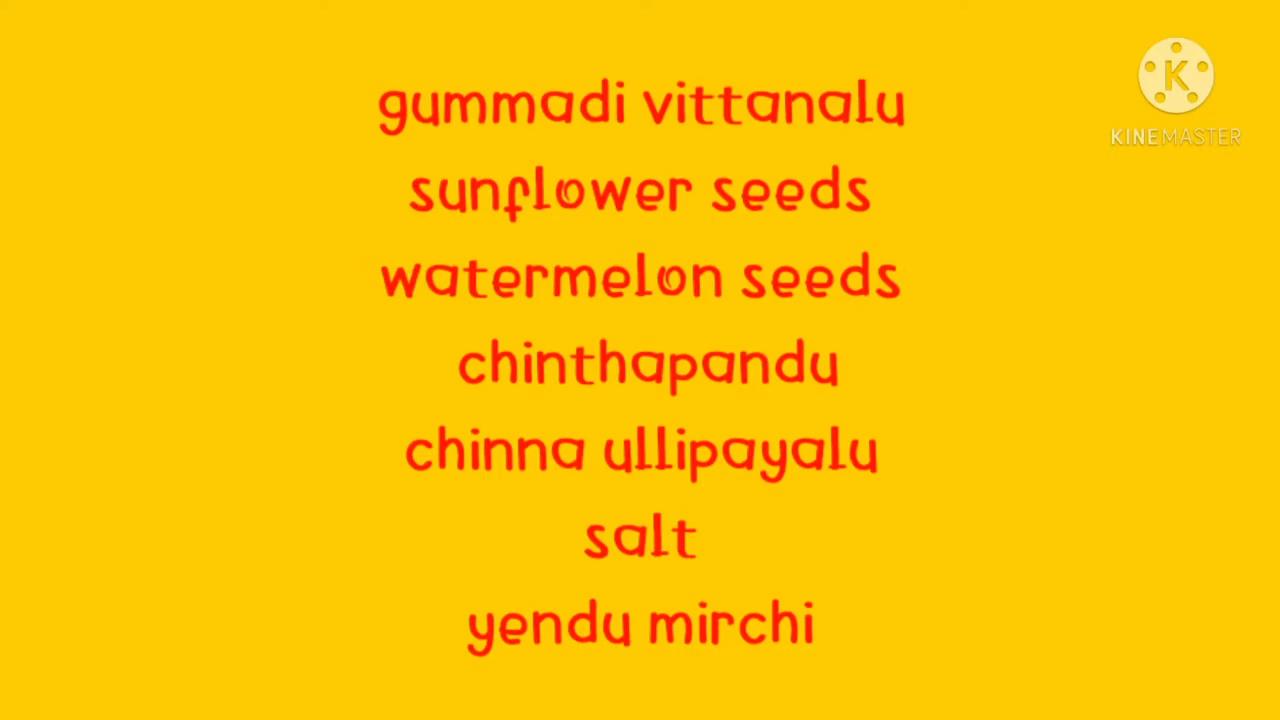 gummadi vittanalu
sunflower seeds
watermelon seeds
chinthapandu
chinna ullipayalu
salt
yendu mirchi
K
KINEMASTER